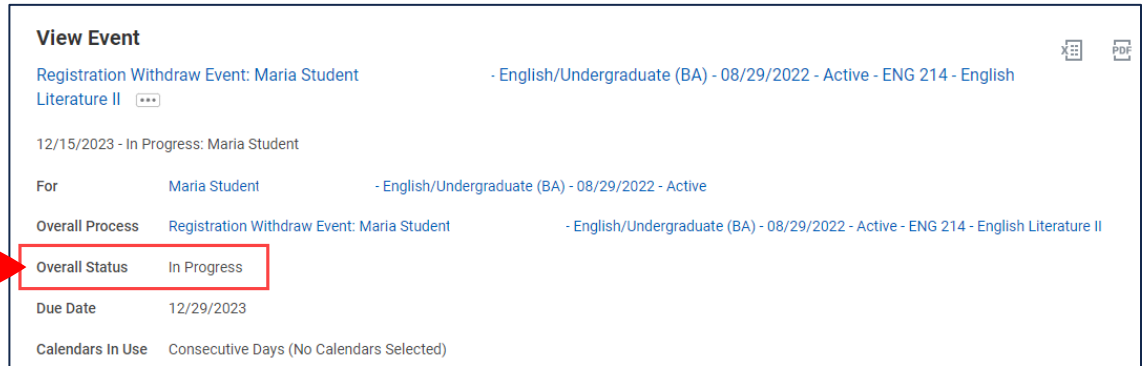 View Event
PDF
Registration Withdraw Event: Maria Student - English/Undergraduate (BA) - 08/29/2022 - Active - ENG 214 - English
Literature II
12/15/2023 - In Progress: Maria Student
For Maria Student - English/Undergraduate (BA) - 08/29/2022 - Active
Overall Process Registration Withdraw Event: Maria Student - English/Undergraduate (BA) - 08/29/2022 - Active - ENG 214 - English Literature II
Overall Status In Progress
Due Date 12/29/2023
Calendars In Use Consecutive Days (No Calendars Selected)